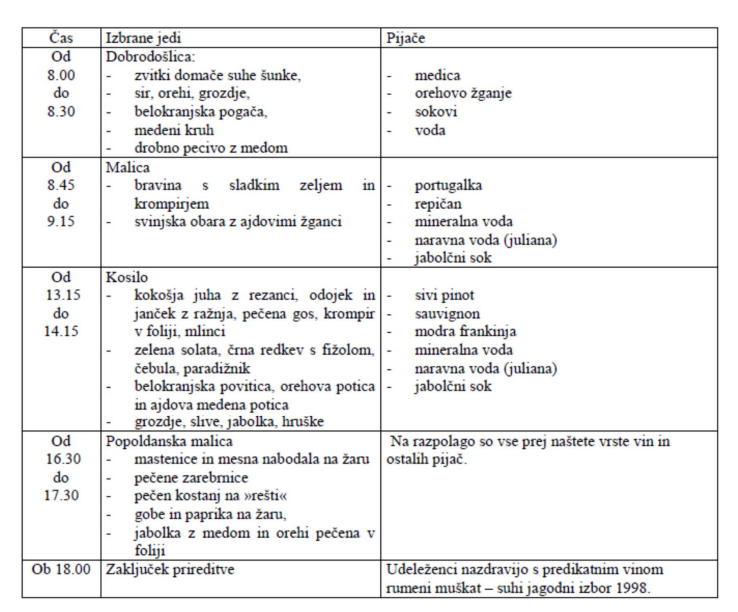 Čas Izbrane jedi Pijače
Od
8.00
do
8.30
Dobrodošlica:
- zvitki domače suhe šunke,
- sir, orehi, grozdje,
- belokranjska pogača,
- medeni kruh
- drobno pecivo z medom
- medica
- orehovo žganje
- sokovi
- voda
Od
8.45
do
9.15
Malica
- bravina s sladkim zeljem in
krompirjem
- svinjska obara z ajdovimi žganci
- portugalka
- repičan
- mineralna voda
- naravna voda (juliana)
- jabolčni sok
Od
13.15
do
14.15
Kosilo
- kokošja juha z rezanci, odojek in
janček z ražnja, pečena gos, krompir
v foliji, mlinci
- zelena solata, črna redkev s fižolom,
čebula, paradižnik
- belokranjska povitica, orehova potica
in ajdova medena potica
- grozdje, slive, jabolka, hruške
- sivi pinot
- sauvignon
- modra frankinja
- mineralna voda
- naravna voda (juliana)
- jabolčni sok
Od
16.30
do
17.30
Popoldanska malica
- mastenice in mesna nabodala na žaru
- pečene zarebrnice
- pečen kostanj na »rešti«
- gobe in paprika na žaru,
- jabolka z medom in orehi pečena v
foliji
Na razpolago so vse prej naštete vrste vin in
ostalih pijač.
Ob 18.00 Zaključek prireditve
Udeleženci nazdravijo s predikatnim vinom
rumeni muškat – suhi jagodni izbor 1998.